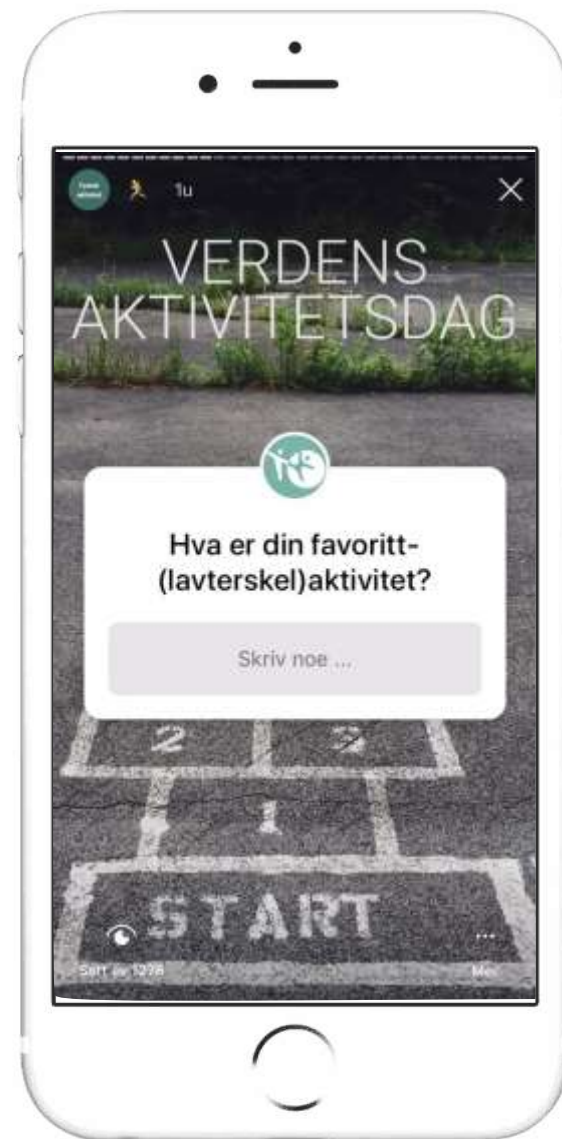 1u
VERDENS
AKTIVITETSDAG
Hva er din favoritt-
(lavterskel)aktivitet?
Skriv noe ...
2 3
1
START
Sett av 1278
Mer